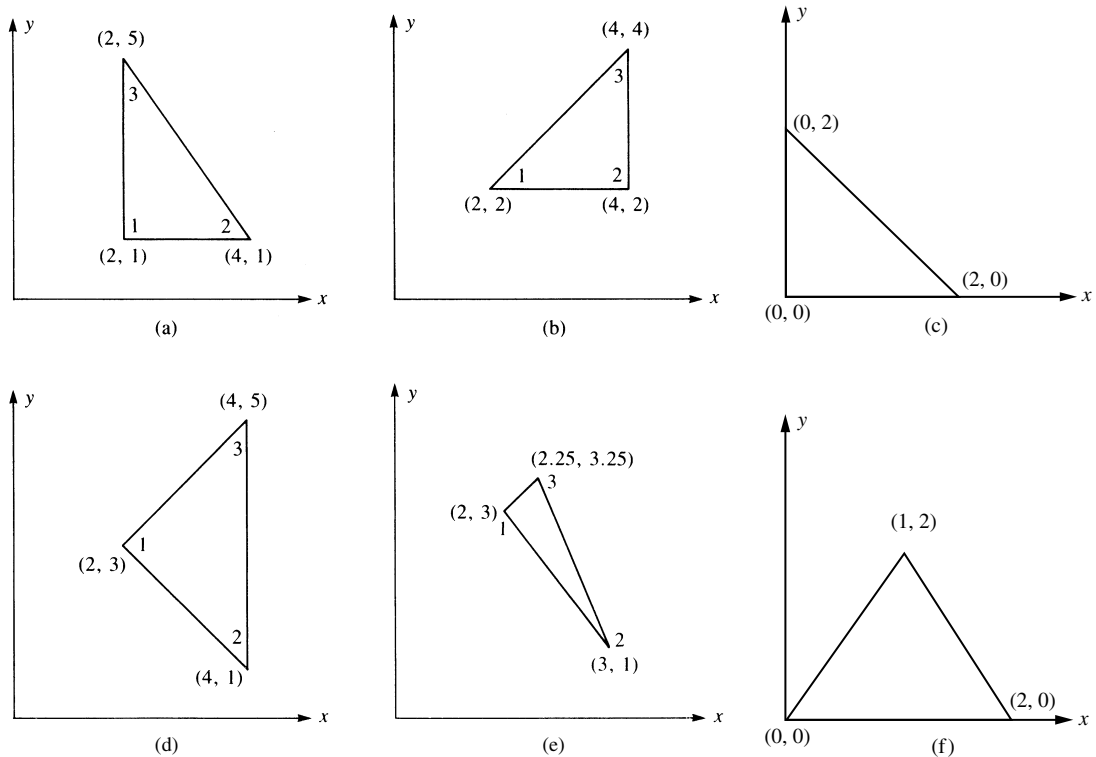 y
(2, 5)
3
1
2
(2, 1)
(4, 1)
x
(a)
y
(4, 4)
3
1
2
(2, 2)
(4, 2)
x
(b)
y
(0, 2)
(2, 0)
x
(0, 0)
(c)
y
(4, 5)
3
1
(2, 3)
2
(4, 1)
x
(d)
y
(2.25, 3.25)
3
(2, 3)
1
2
(3, 1)
x
(e)
y
(1, 2)
(2, 0)
x
(0, 0)
(f)